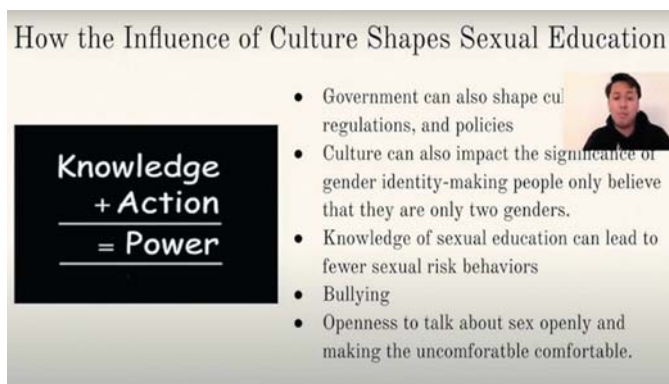 How the Influence of Culture Shapes Sexual Education
Knowledge
+ Action
= Power
● Government can also shape
regulations, and policies
● Culture can also impact the significance of
gender identity-making people only believe
that they are only two genders.
● Knowledge of sexual education can lead to
fewer sexual risk behaviors
● Bullying
● Openness to talk about sex openly and
making the uncomforatble comfortable.